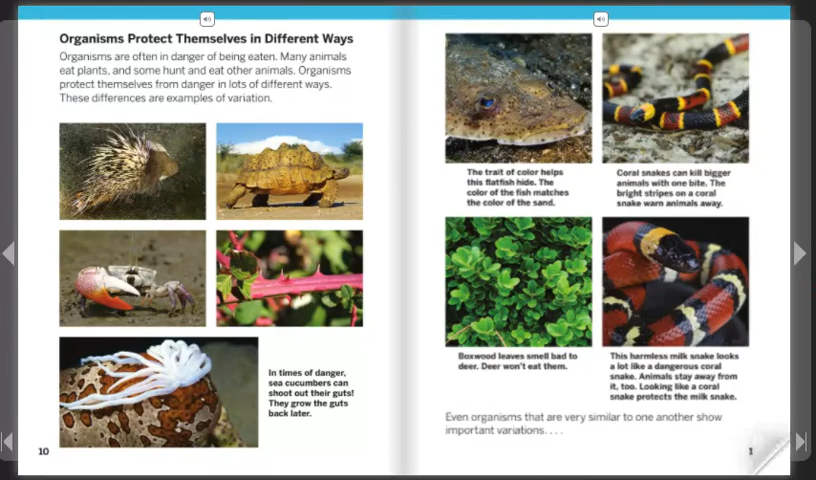 Organisms Protect Themselves in Different Ways
Organisms are often in danger of being eaten. Many animals
eat plants, and some hunt and eat other animals. Organisms
protect themselves from danger in lots of different ways.
These differences are examples of variation.
In times of danger,
sea cucumbers can
shoot out their guts!
They grow the guts
back later.
10
The trait of color helps
this flatfish hide. The
color of the fish matches
the color of the sand.
Coral snakes can kill bigger
animals with one bite. The
bright stripes on a coral
snake warn animals away.
Boxwood leaves smell bad to
deer. Deer won't eat them.
This harmless milk snake looks
a lot like a dangerous coral
snake. Animals stay away from
it, too. Looking like a coral
snake protects the milk snake.
Even organisms that are very similar to one another show
important variations. . . .